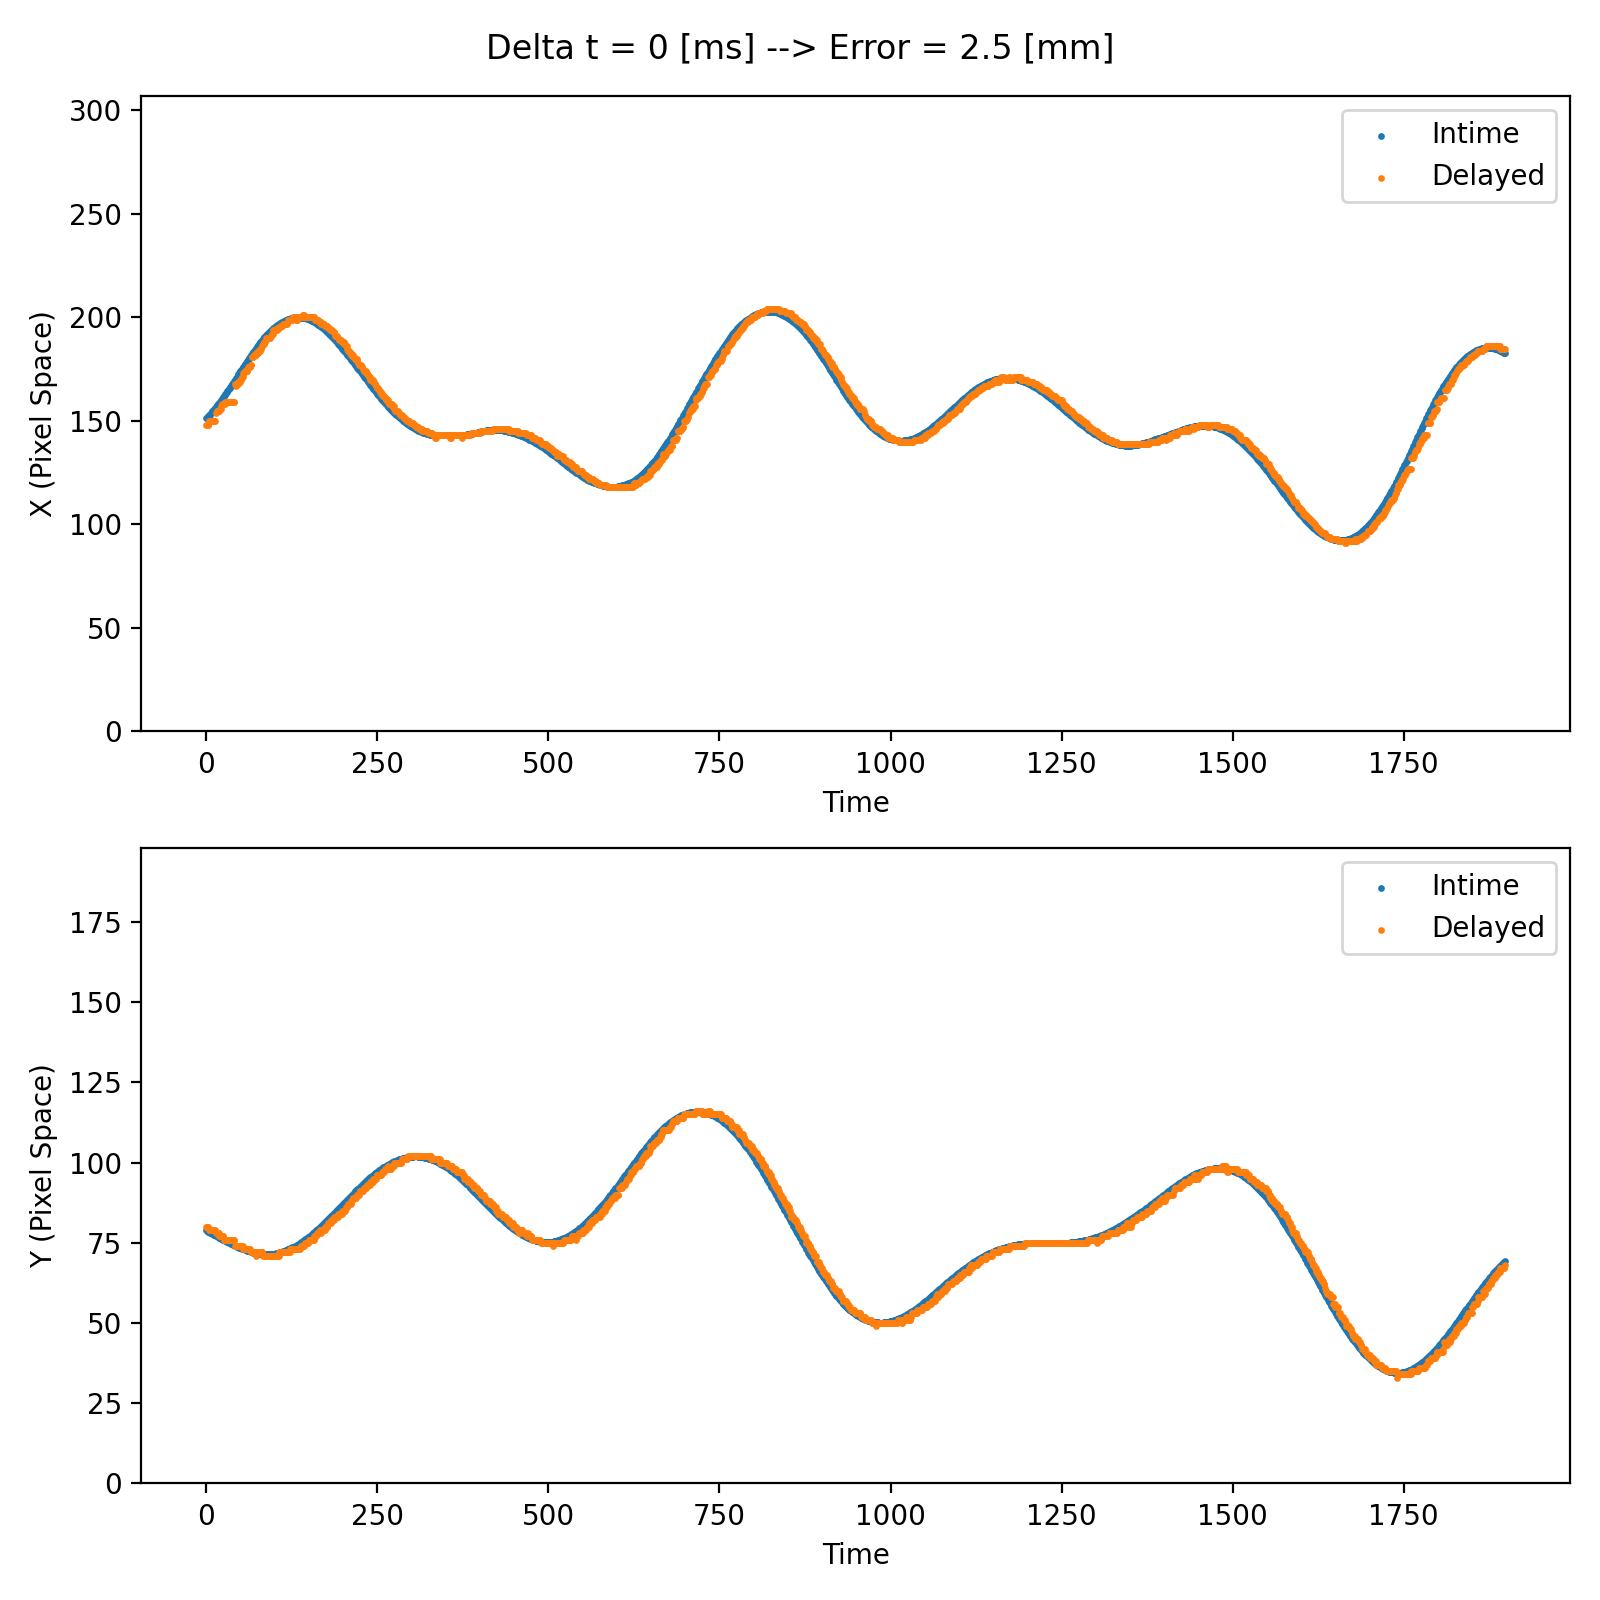 Delta t = 0 [ms] --> Error = 2.5 [mm]
300
250
200
150
100
50
0
X (Pixel Space)
Intime
Delayed
0 250 500 750 1000 1250 1500 1750
Time
175
150
125
100
75
50
25
0
Y (Pixel Space)
Intime
Delayed
0 250 500 750 1000 1250 1500 1750
Time